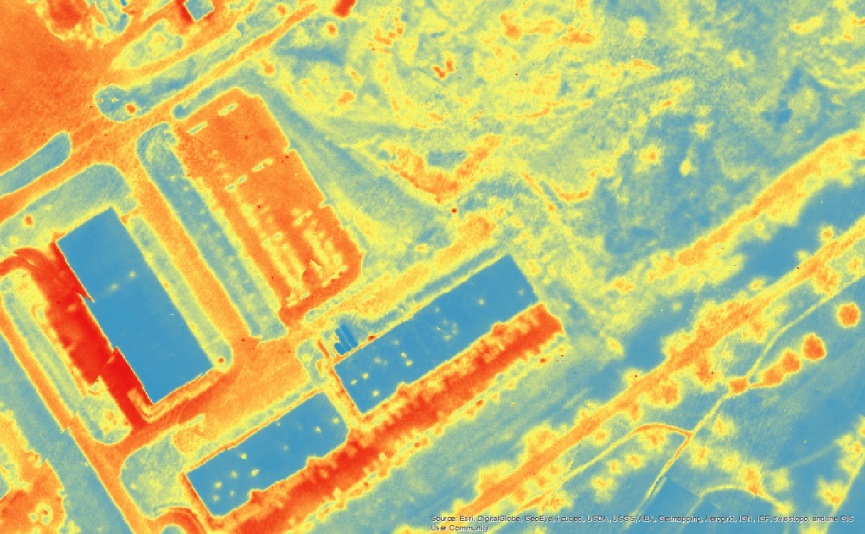 Source: Esri, DigitalGlobe, GeoEye, i-cubed, USDA, USGS, AEX, Getmapping, Aerogrid, IGN, IGP, swisstopo, and the GIS
User Community